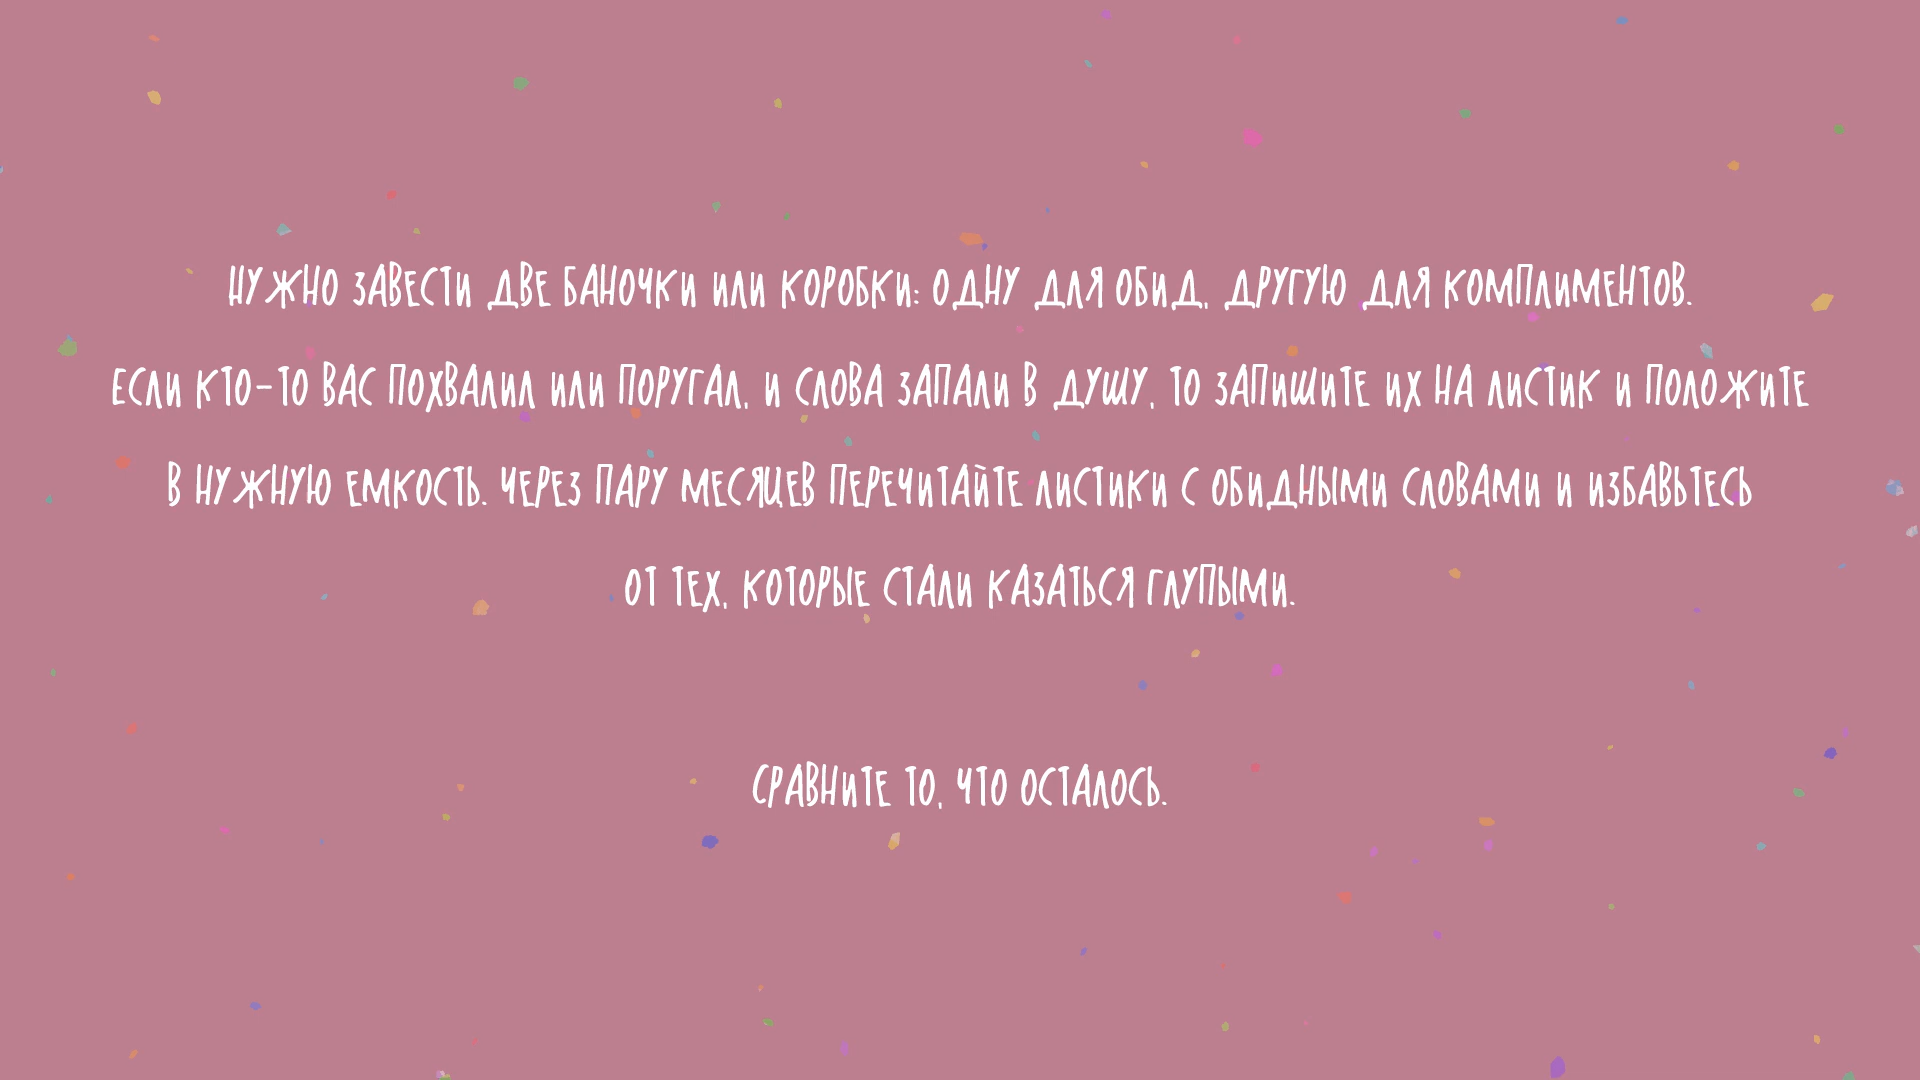 НУЖНО ЗАВЕСТИ ДВЕ БАНОЧКИ ИЛИ КОРОБКИ: ОДНУ ДЛЯ ОБИД, ДРУГУЮ ДЛЯ КОМПЛИМЕНТОВ.
ЕСЛИ КТО-ТО ВАС ПОХВАЛИЛ ИЛИ ПОРУГАЛ, И СЛОВА ЗАПАЛИ В ДУШУ, ТО ЗАПИШИТЕ ИХ НА ЛИСТИК И ПОЛОЖИТЕ
В НУЖНУЮ ЕМКОСТЬ. ЧЕРЕЗ ПАРУ МЕСЯЦЕВ ПЕРЕЧИТАЙТЕ ЛИСТИКИ С ОБИДНЫМИ СЛОВАМИ И ИЗБАВЬТЕСЬ
ОТ ТЕХ, КОТОРЫЕ СТАЛИ КАЗАТЬСЯ ГЛУПЫМИ.
СРАВНИТЕ ТО, ЧТО ОСТАЛОСЬ.